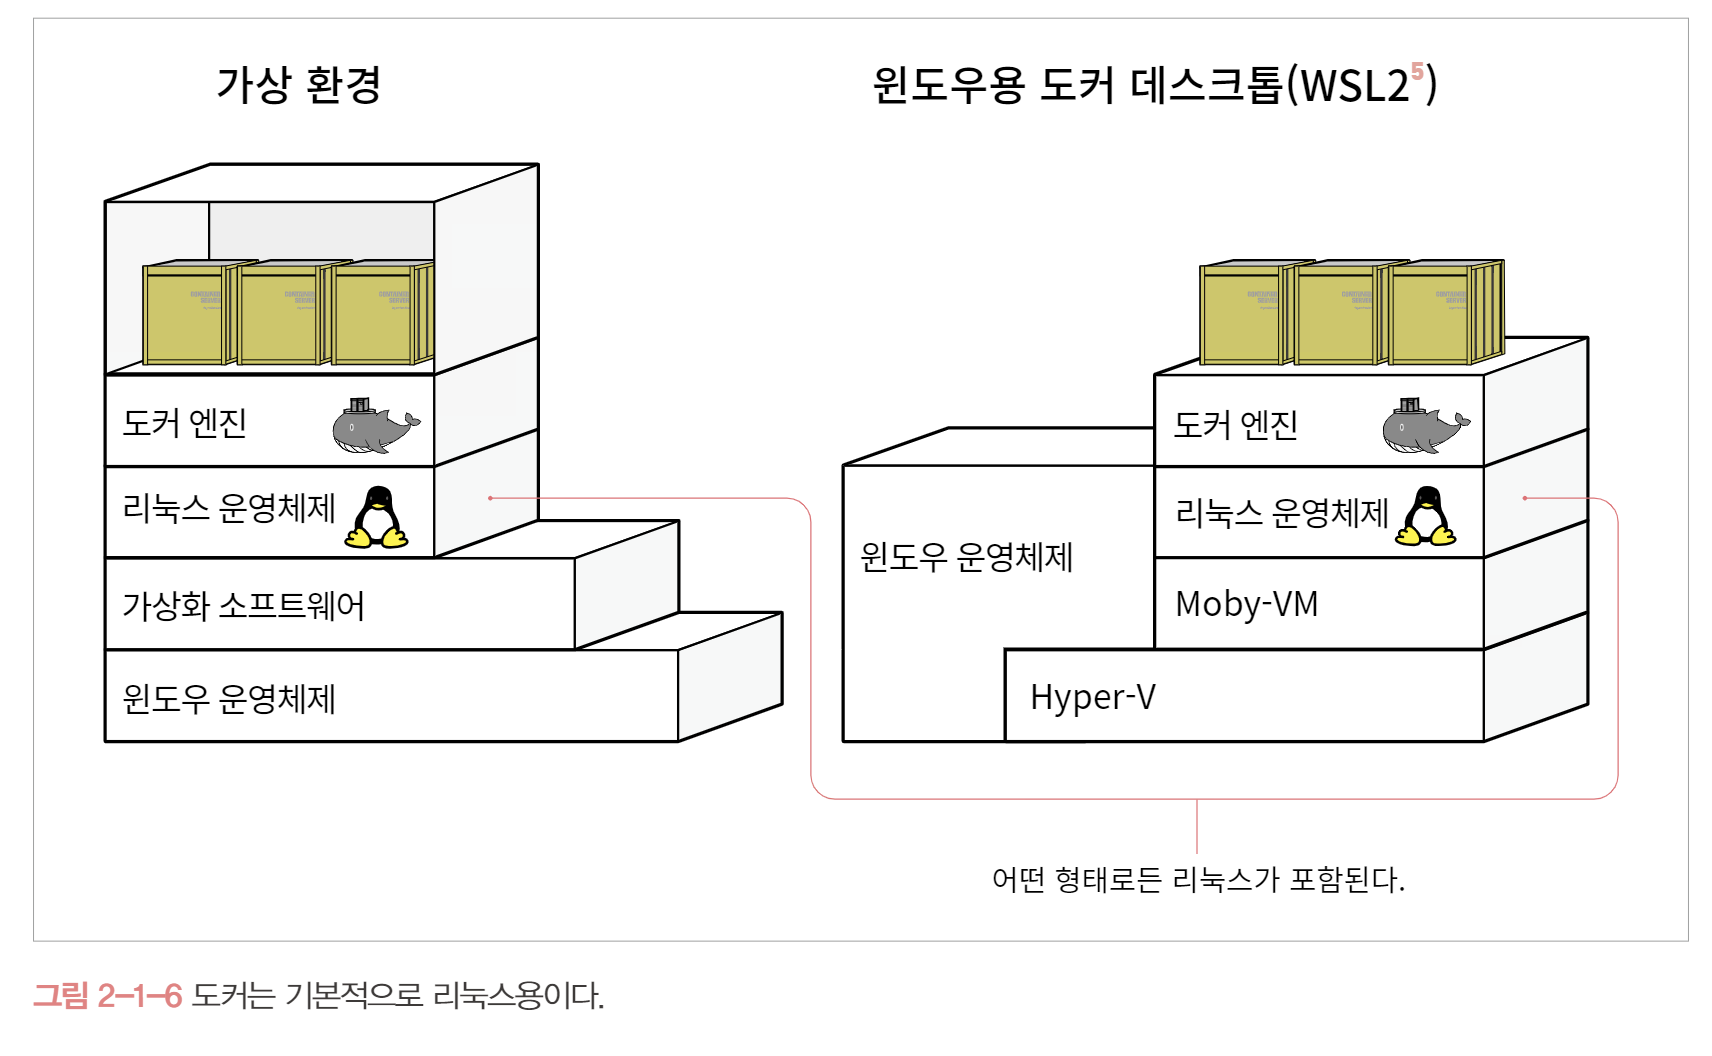 가상 환경
도커 엔진
리눅스 운영체제
가상화 소프트웨어
윈도우 운영체제
윈도우용 도커 데스크톱(WSL2⁵)
도커 엔진
리눅스 운영체제
윈도우 운영체제
Moby-VM
Hyper-V
어떤 형태로든 리눅스가 포함된다.
그림 2-1-6 도커는 기본적으로 리눅스용이다.